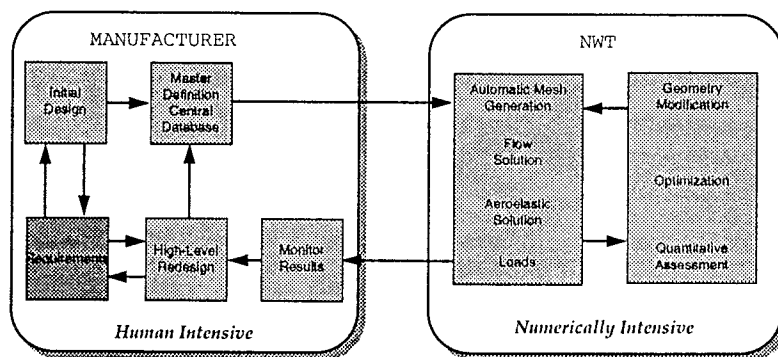 MANUFACTURER
Initial
Design
Master
Definition
Central
Database
Requirements
High-Level
Redesign
Monitor
Results
Human Intensive
NWT
Automatic Mesh
Generation
Flow
Solution
Aeroelastic
Solution
Loads
Geometry
Modification
Optimization
Quantitative
Assessment
Numerically Intensive